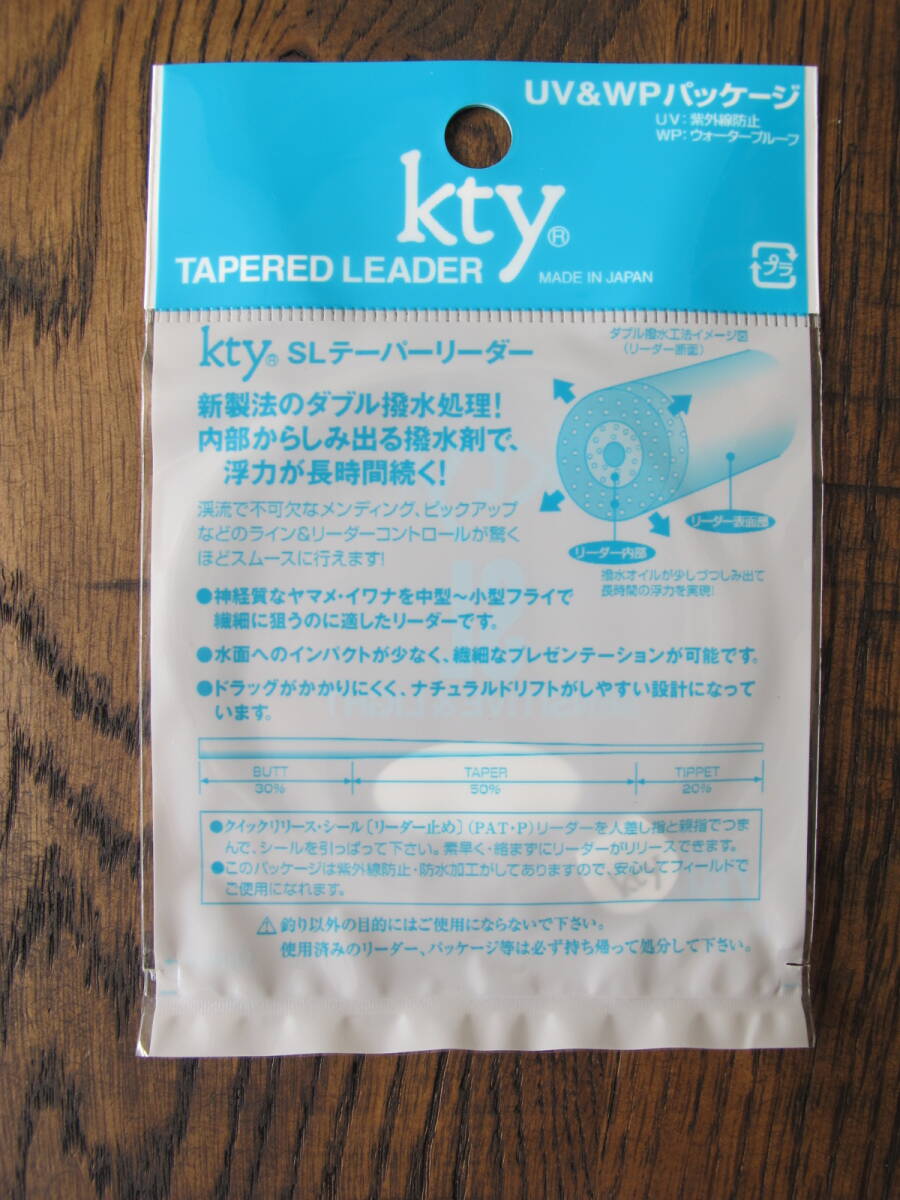 UV&WPパッケージ
UV：紫外線防止
WP：ウォータープルーフ
kty®
TAPERED LEADER
MADE IN JAPAN
プラ
kty® SLテーパーリーダー
新製法のダブル撥水処理！
内部からしみ出る撥水剤で、
浮力が長時間続く！
渓流で不可欠なメンディング、ピックアップ
などのライン&リーダーコントロールが驚く
ほどスムースに行えます！
ダブル撥水工法イメージ図
（リーダー断面）
リーダー表面部
リーダー内部
撥水オイルが少しづつしみ出て
長時間の浮力を実現！
●神経質なヤマメ・イワナを中型〜小型フライで
繊細に狙うのに適したリーダーです。
●水面へのインパクトが少なく、繊細なプレゼンテーションが可能です。
●ドラッグがかかりにくく、ナチュラルドリフトがしやすい設計になって
います。
BUTT TAPER TIPPET
30% 50% 20%
●クイックリリース・シール〔リーダー止め〕(PAT・P)リーダーを人差し指と親指でつま
んで、シールを引っぱって下さい。素早く・絡まずにリーダーがリリースできます。
●このパッケージは紫外線防止・防水加工がしてありますので、安心してフィールドで
ご使用になれます。
kty
⚠釣り以外の目的にはご使用にならないで下さい。
使用済みのリーダー、パッケージ等は必ず持ち帰って処分して下さい。